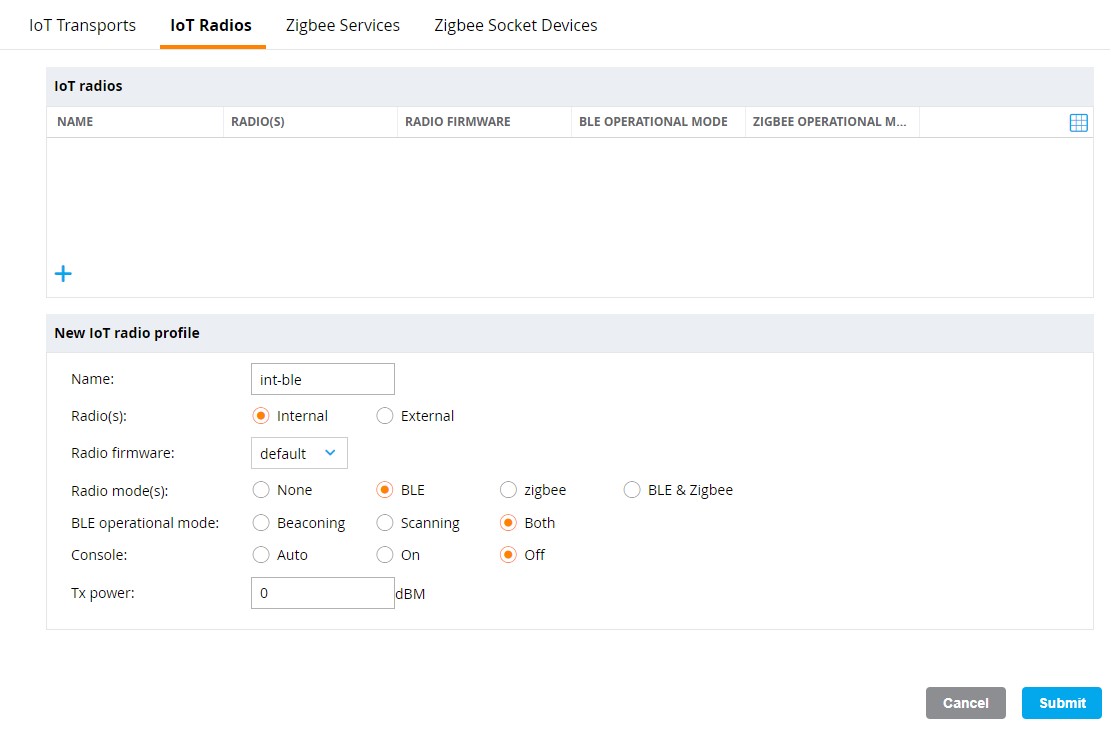 IoT Transports IoT Radios Zigbee Services Zigbee Socket Devices
IoT radios
NAME RADIO(S) RADIO FIRMWARE BLE OPERATIONAL MODE ZIGBEE OPERATIONAL M...
New IoT radio profile
Name: int-ble
Radio(s): Internal External
Radio firmware: default
Radio mode(s): None BLE zigbee BLE & Zigbee
BLE operational mode: Beaconing Scanning Both
Console: Auto On Off
Tx power: 0 dBM
Cancel Submit